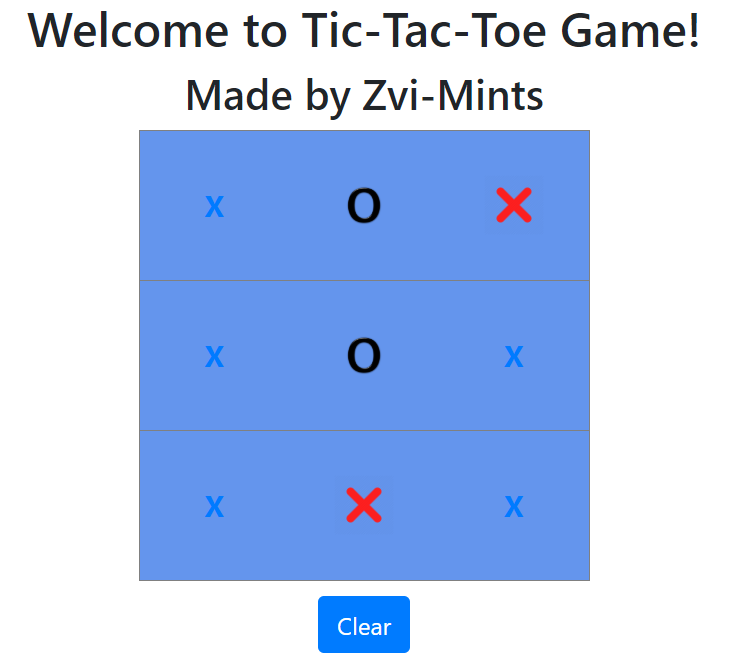 Welcome to Tic-Tac-Toe Game!
Made by Zvi-Mints
x O ❌
x O x
x ❌ x
Clear